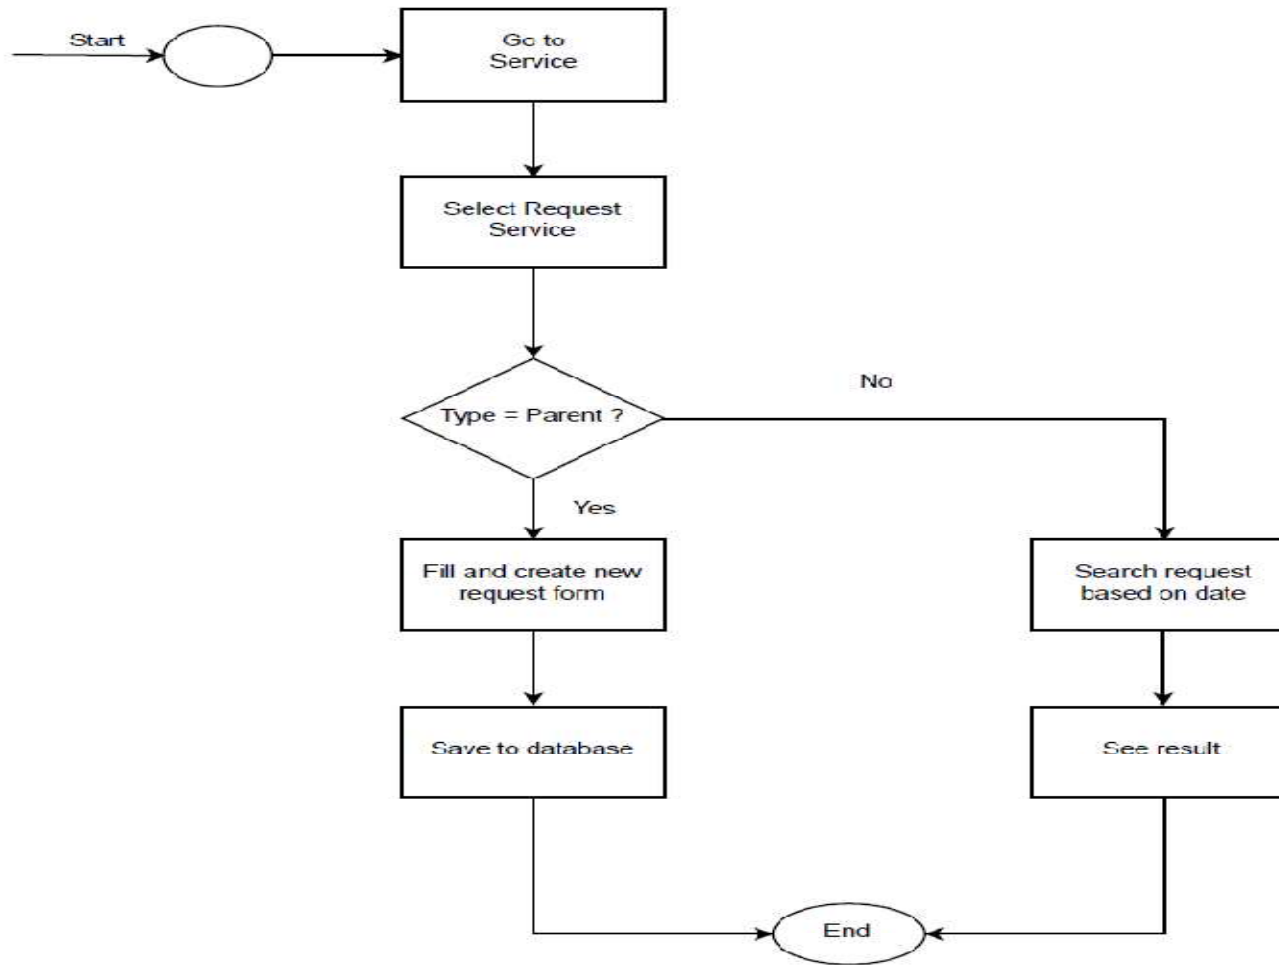 Start
Go to
Service
Select Request
Service
Type = Parent ?
No
Yes
Fill and create new
request form
Search request
based on date
Save to database
See result
End